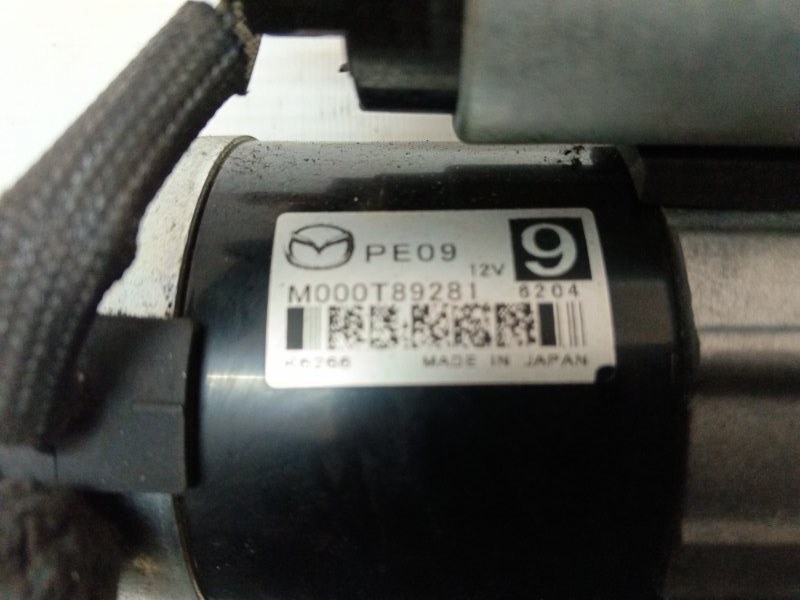 PE09
12V
9
M000T89281
6204
K6266
MADE IN JAPAN